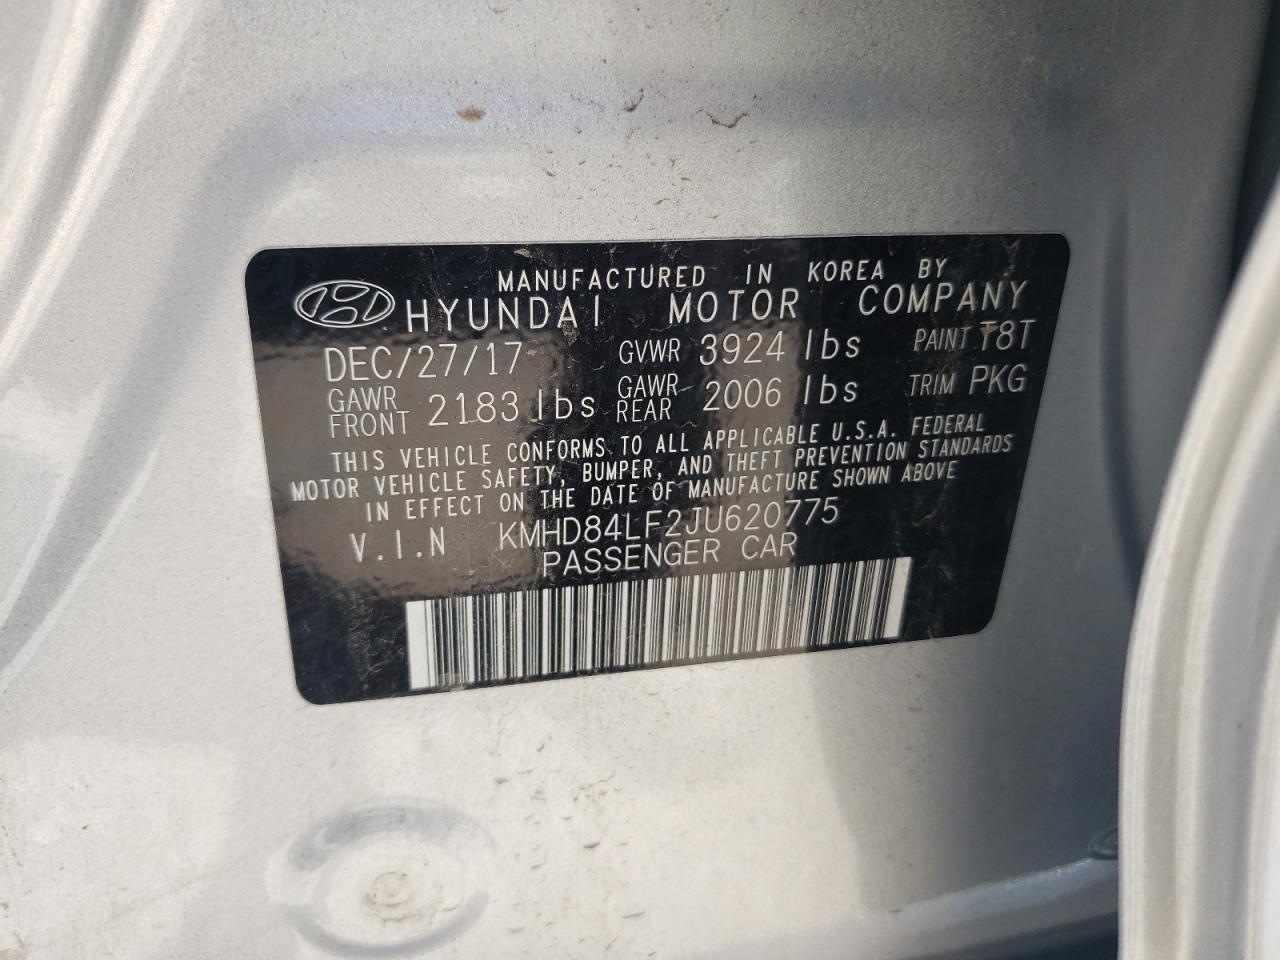 MANUFACTURED IN KOREA BY
HYUNDAI MOTOR COMPANY
DEC/27/17 GVWR 3924 lbs PAINT T8T
GAWR FRONT 2183 lbs GAWR REAR 2006 lbs TRIM PKG
THIS VEHICLE CONFORMS TO ALL APPLICABLE U.S.A. FEDERAL
MOTOR VEHICLE SAFETY, BUMPER, AND THEFT PREVENTION STANDARDS
IN EFFECT ON THE DATE OF MANUFACTURE SHOWN ABOVE
V.I.N KMHD84LF2JU620775
PASSENGER CAR